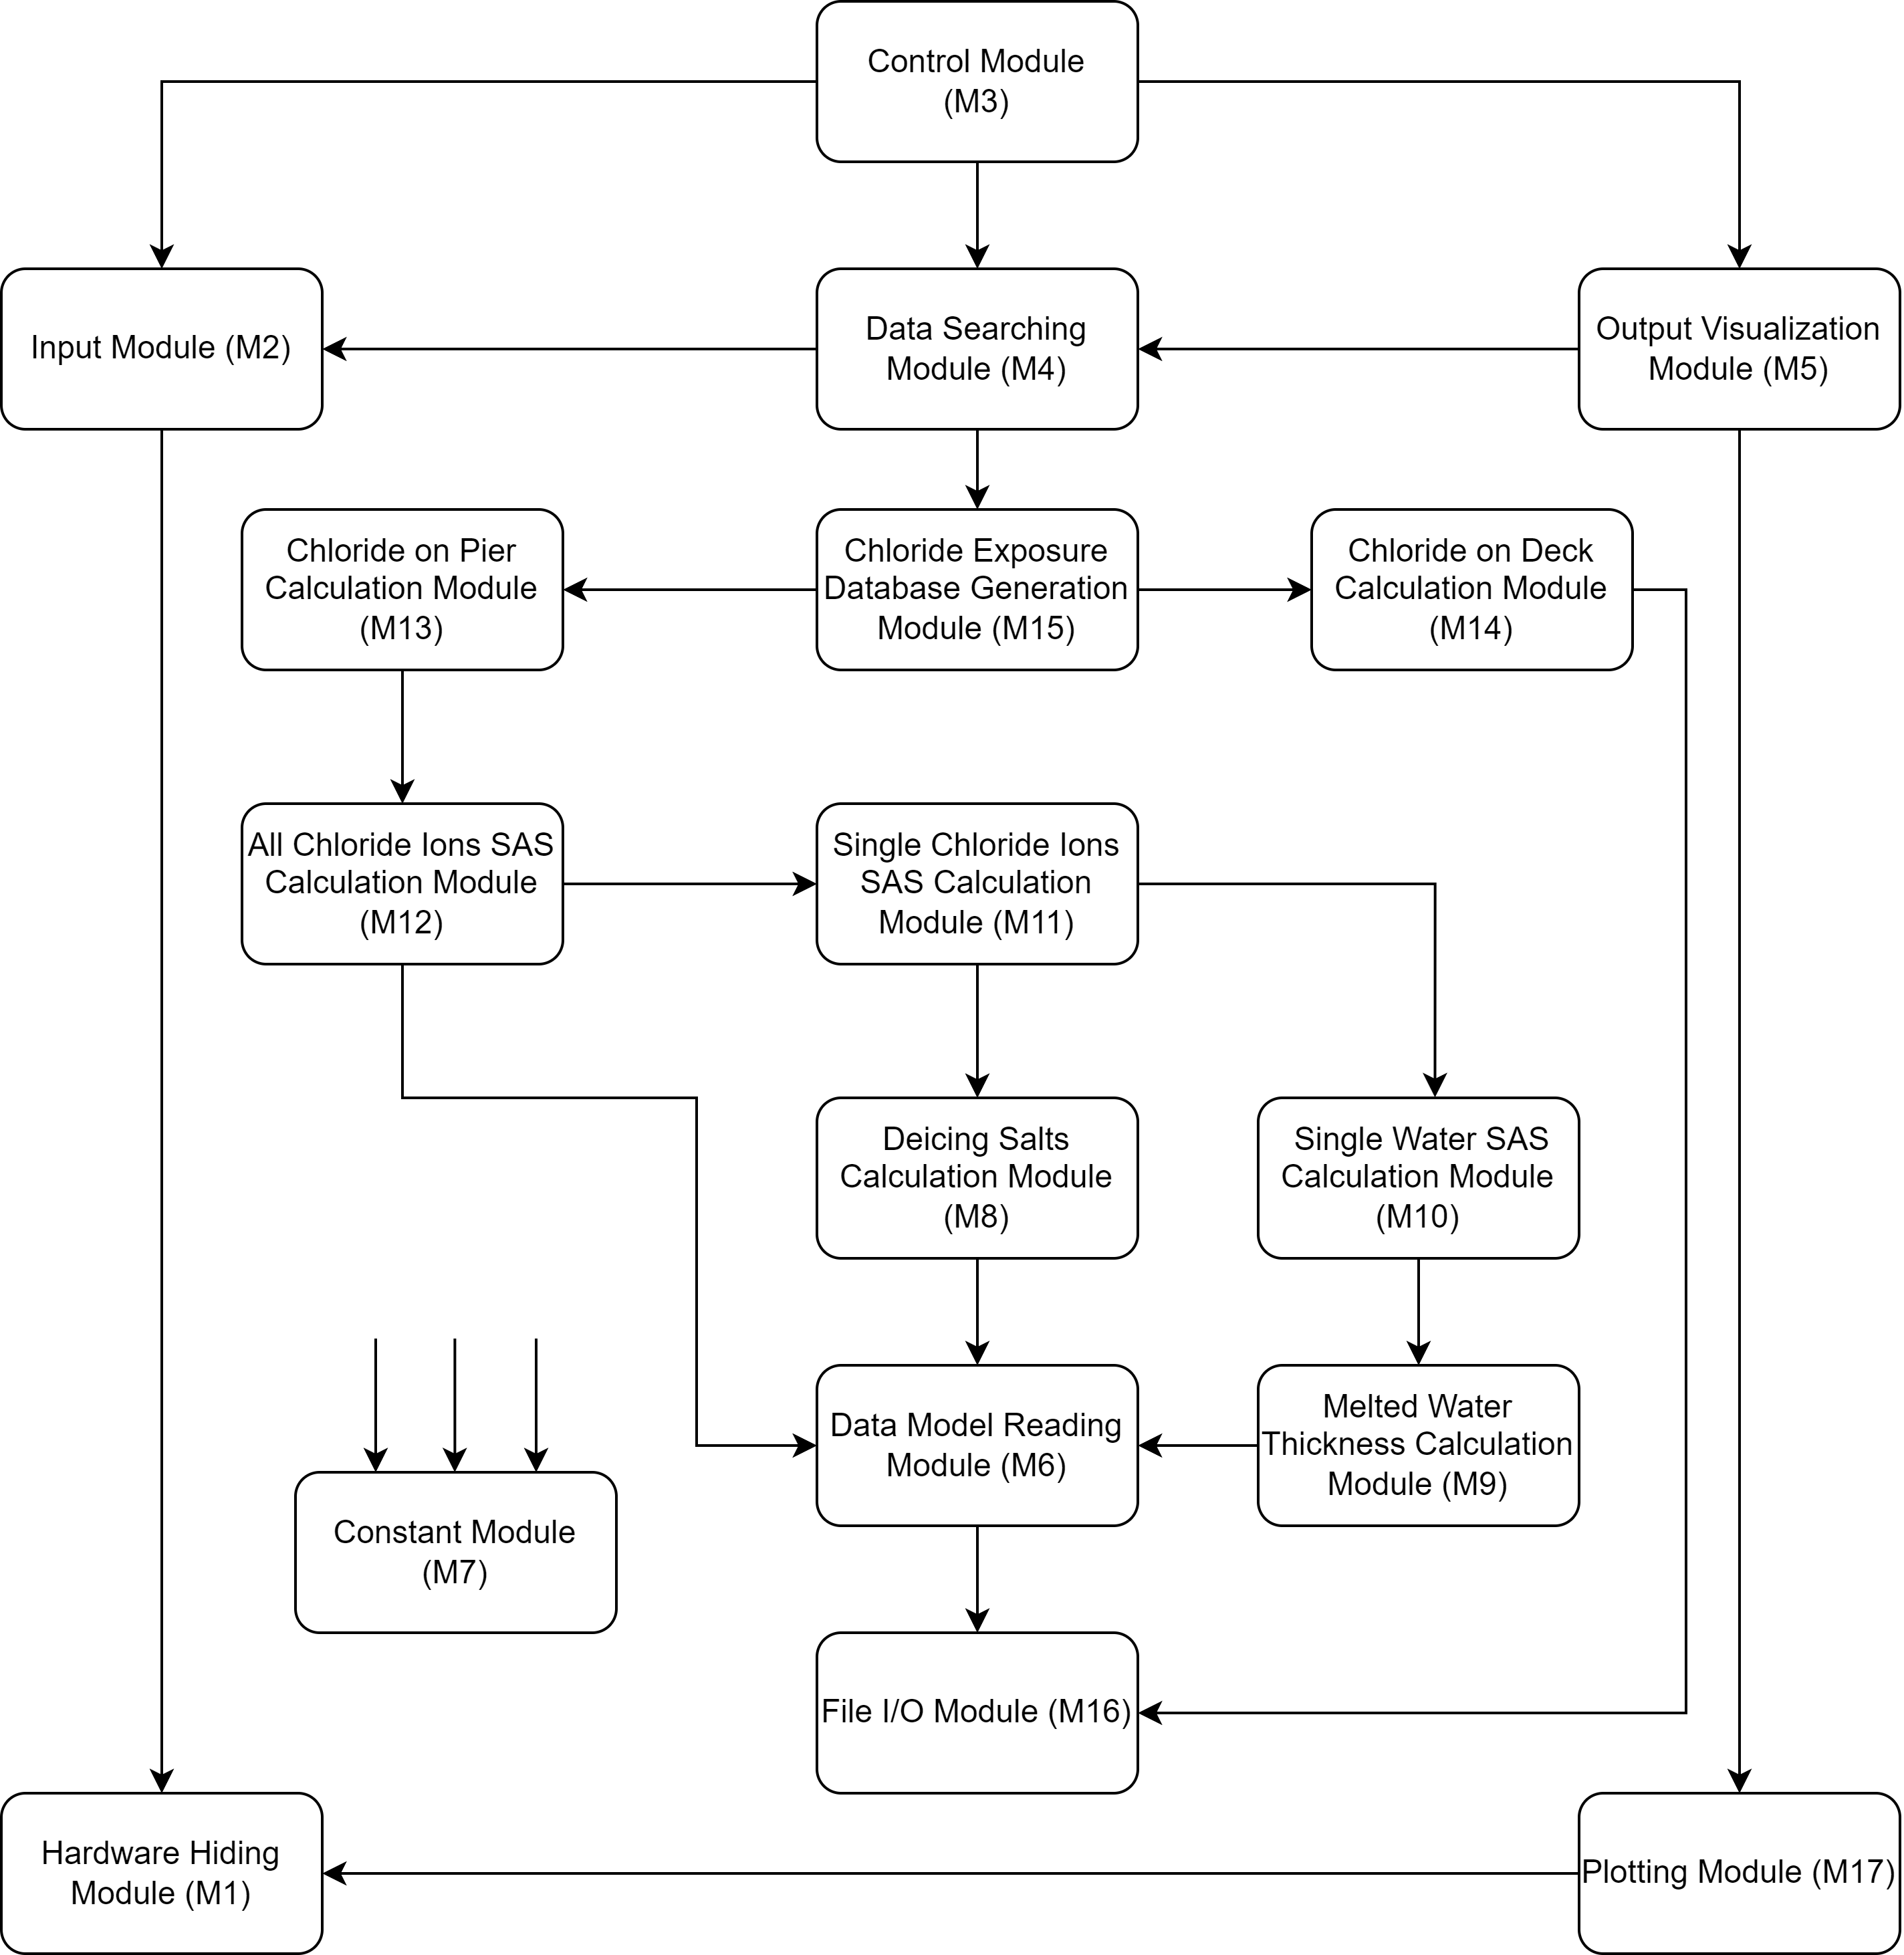 Control Module
(M3)
Input Module (M2)
Data Searching
Module (M4)
Output Visualization
Module (M5)
Chloride on Pier
Calculation Module
(M13)
Chloride Exposure
Database Generation
Module (M15)
Chloride on Deck
Calculation Module
(M14)
All Chloride Ions SAS
Calculation Module
(M12)
Single Chloride Ions
SAS Calculation
Module (M11)
Deicing Salts
Calculation Module
(M8)
Single Water SAS
Calculation Module
(M10)
Data Model Reading
Module (M6)
Melted Water
Thickness Calculation
Module (M9)
Constant Module
(M7)
File I/O Module (M16)
Hardware Hiding
Module (M1)
Plotting Module (M17)